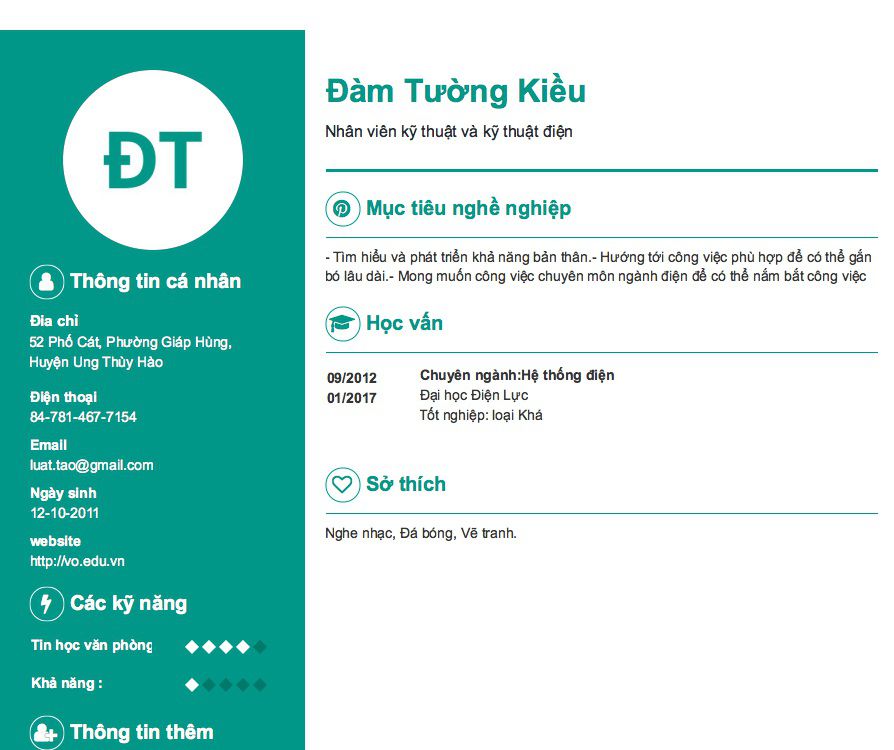 ĐT
Thông tin cá nhân
Địa chỉ
52 Phố Cát, Phường Giáp Hùng,
Huyện Ung Thùy Hào
Điện thoại
84-781-467-7154
Email
luat.tao@gmail.com
Ngày sinh
12-10-2011
website
http://vo.edu.vn
Các kỹ năng
Tin học văn phòng
Khả năng :
Thông tin thêm
Đàm Tường Kiều
Nhân viên kỹ thuật và kỹ thuật điện
Mục tiêu nghề nghiệp
- Tìm hiểu và phát triển khả năng bản thân.- Hướng tới công việc phù hợp để có thể gắn
bó lâu dài.- Mong muốn công việc chuyên môn ngành điện để có thể nắm bắt công việc
Học vấn
09/2012
01/2017
Chuyên ngành:Hệ thống điện
Đại học Điện Lực
Tốt nghiệp: loại Khá
Sở thích
Nghe nhạc, Đá bóng, Vẽ tranh.